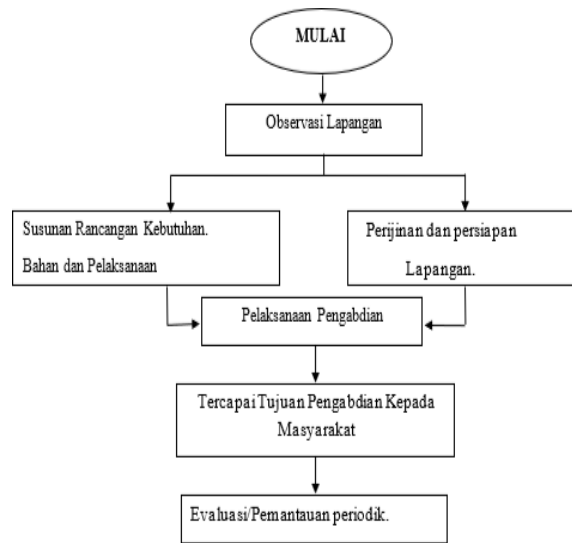 MULAI
Observasi Lapangan
Susunan Rancangan Kebutuhan.
Bahan dan Pelaksanaan
Perijinan dan persiapan
Lapangan.
Pelaksanaan Pengabdian
Tercapai Tujuan Pengabdian Kepada
Masyarakat
Evaluasi/Pemantauan periodik.